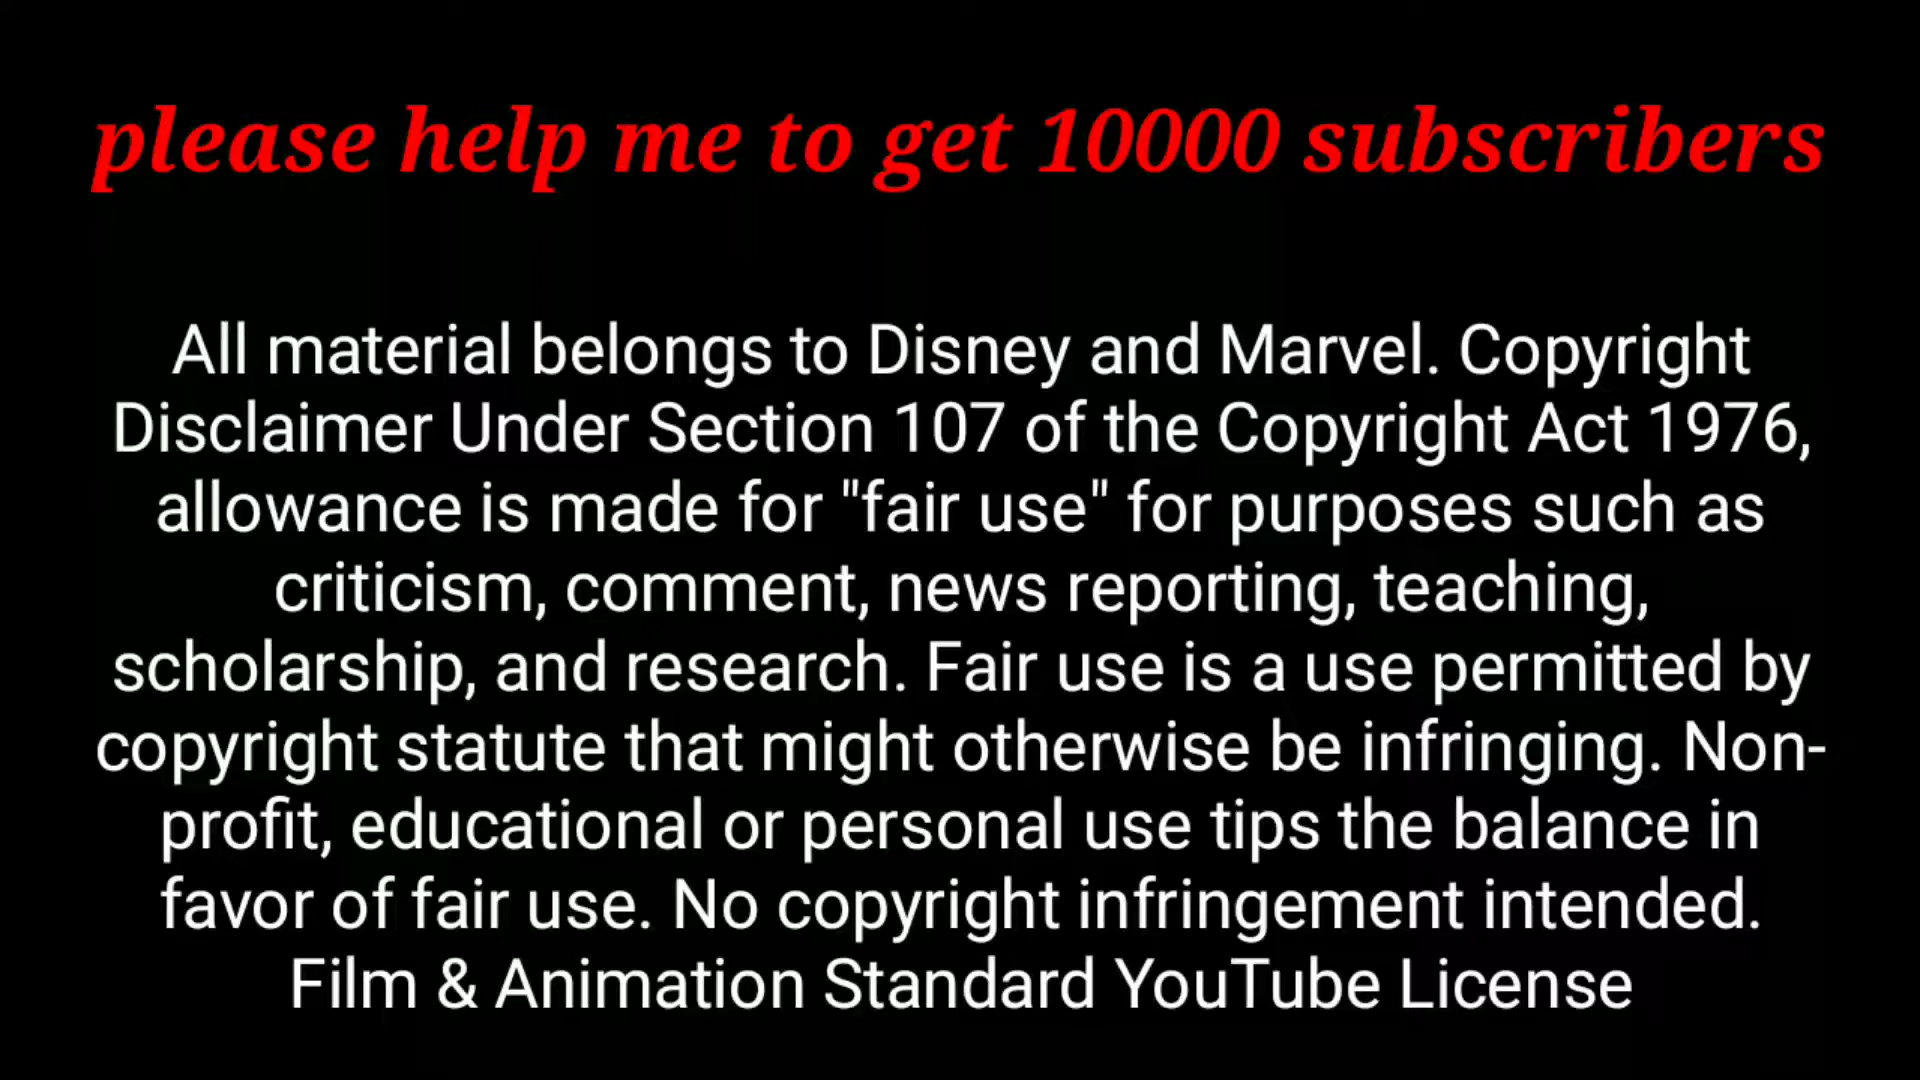 please help me to get 10000 subscribers
All material belongs to Disney and Marvel. Copyright
Disclaimer Under Section 107 of the Copyright Act 1976,
allowance is made for "fair use" for purposes such as
criticism, comment, news reporting, teaching,
scholarship, and research. Fair use is a use permitted by
copyright statute that might otherwise be infringing. Non-
profit, educational or personal use tips the balance in
favor of fair use. No copyright infringement intended.
Film & Animation Standard YouTube License